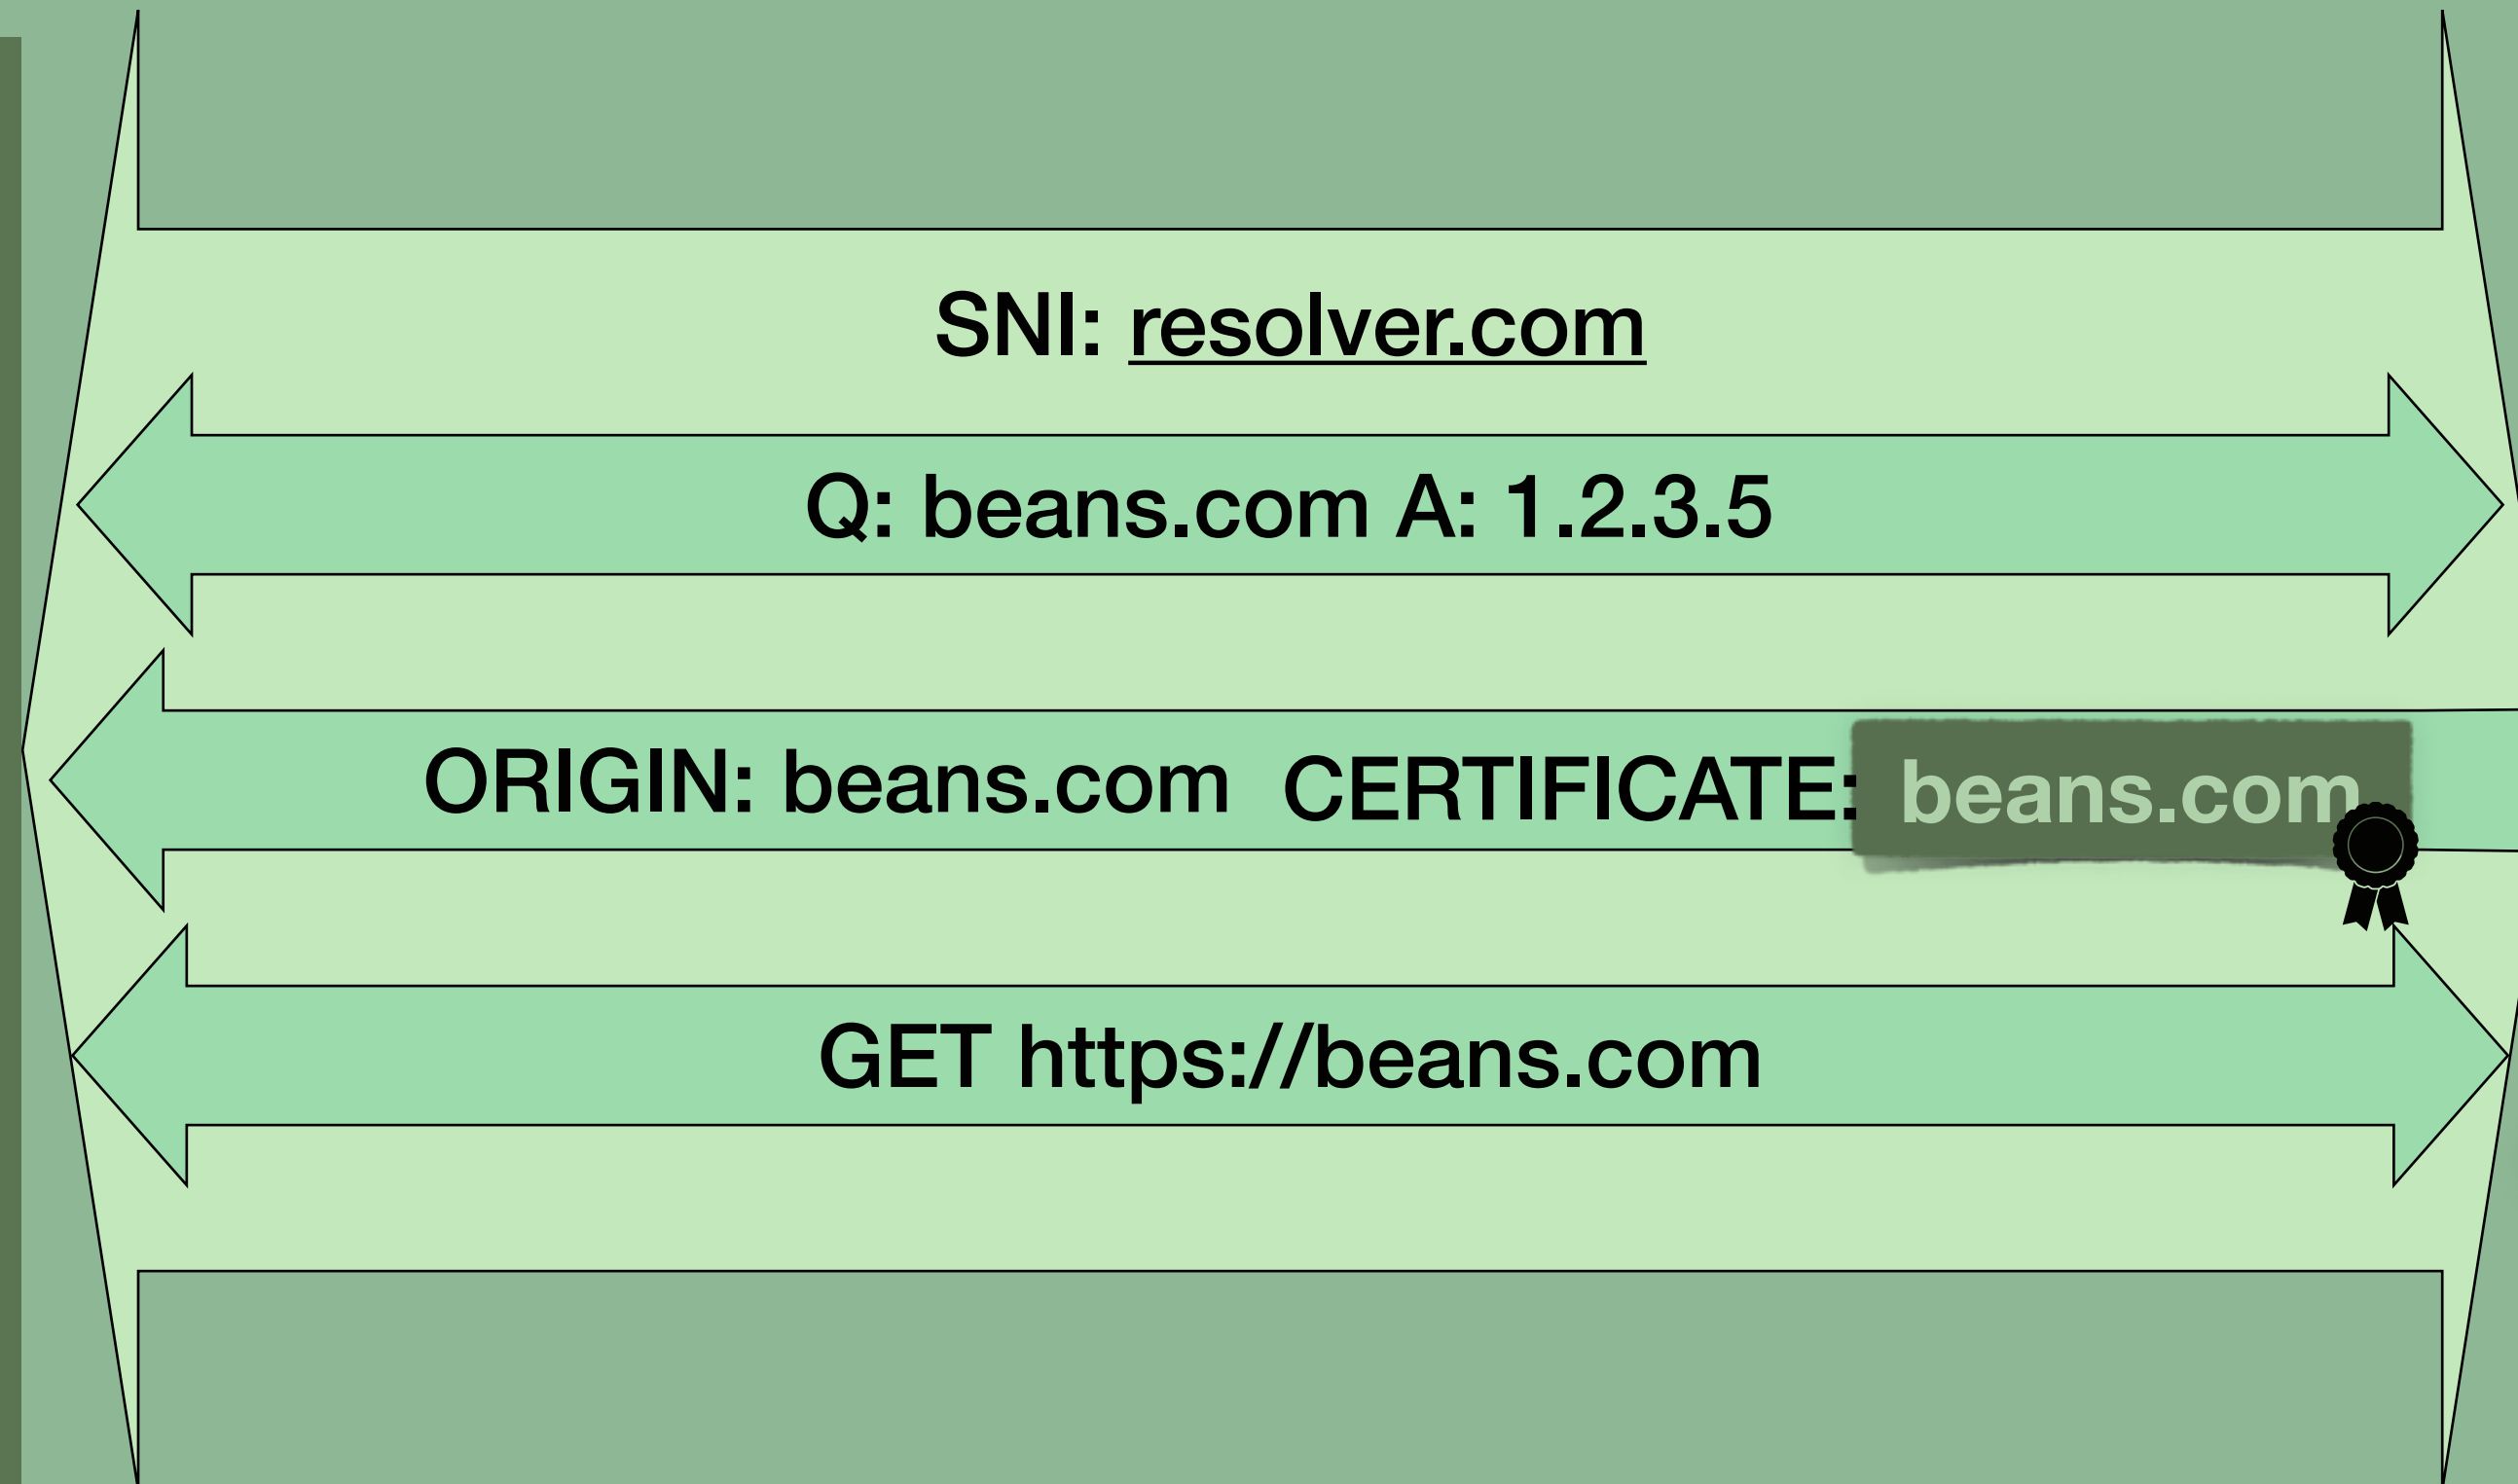 SNI: resolver.com
Q: beans.com A: 1.2.3.5
ORIGIN: beans.com CERTIFICATE: beans.com
GET https://beans.com